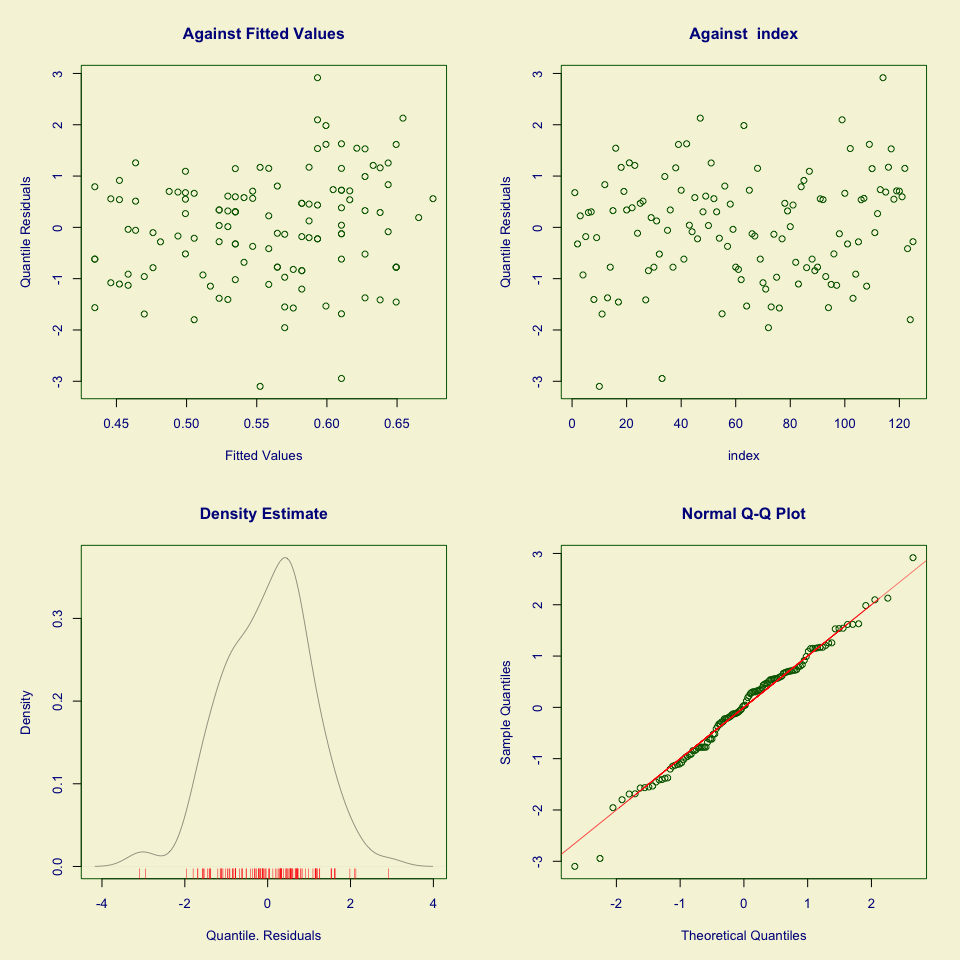 Against Fitted Values
Quantile Residuals
-3 -2 -1 0 1 2 3
0.45 0.50 0.55 0.60 0.65
Fitted Values
Against  index
Quantile Residuals
-3 -2 -1 0 1 2 3
0 20 40 60 80 100 120
index
Density Estimate
Density
0.0 0.1 0.2 0.3
-4 -2 0 2 4
Quantile. Residuals
Normal Q-Q Plot
Sample Quantiles
-3 -2 -1 0 1 2 3
-2 -1 0 1 2
Theoretical Quantiles